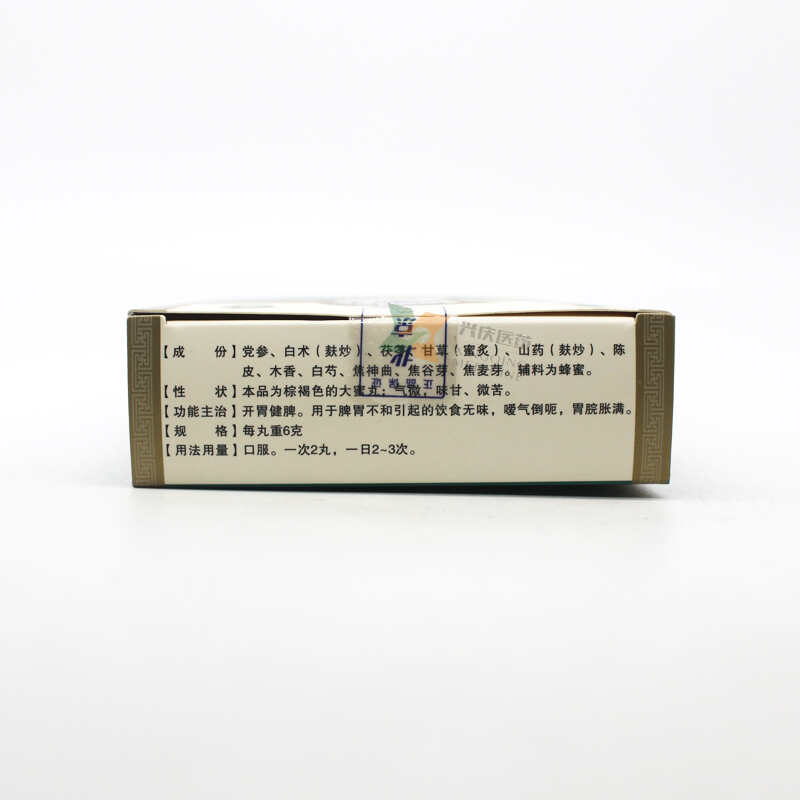 【成　　份】党参、白术（麸炒）、茯苓、甘草（蜜炙）、山药（麸炒）、陈
皮、木香、白芍、焦神曲、焦谷芽、焦麦芽。辅料为蜂蜜。
【性　　状】本品为棕褐色的大蜜丸；气微，味甘、微苦。
【功能主治】开胃健脾。用于脾胃不和引起的饮食无味，嗳气倒呃，胃脘胀满。
【规　　格】每丸重6克
【用法用量】口服。一次2丸，一日2~3次。
兴庆医药